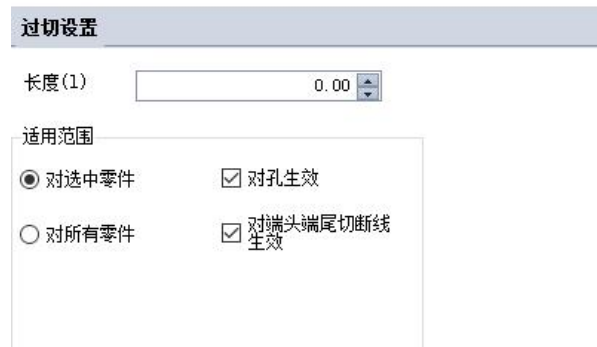 过切设置
长度(1)
0.00
适用范围
对选中零件
对孔生效
对所有零件
对端头端尾切断线
生效